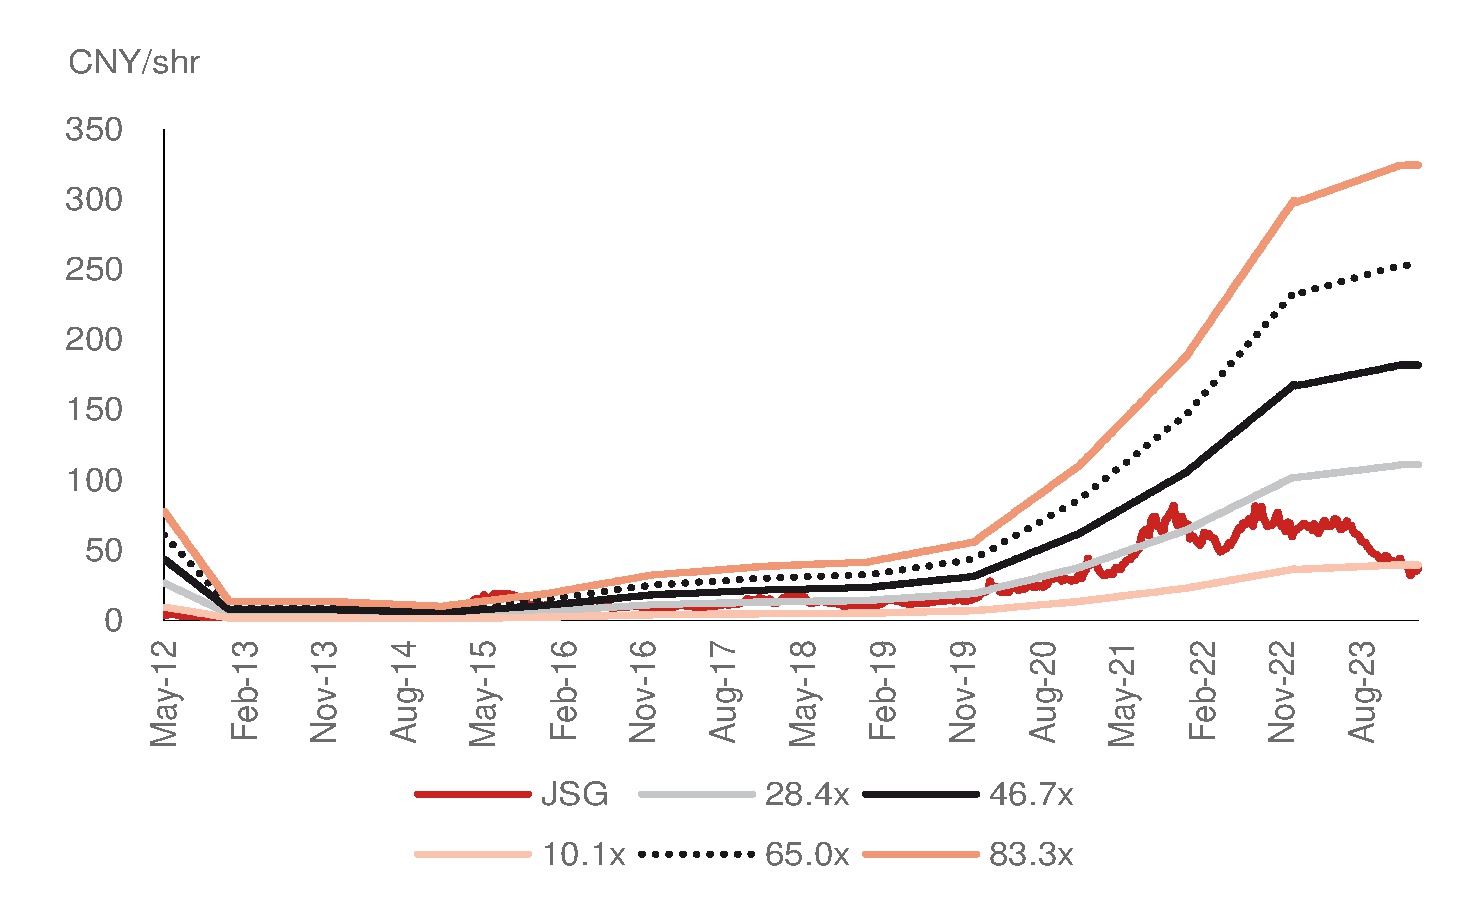 CNY/shr
350
300
250
200
150
100
50
0
May-12 Feb-13 Nov-13 Aug-14 May-15 Feb-16 Nov-16 Aug-17 May-18 Feb-19 Nov-19 Aug-20 May-21 Feb-22 Nov-22 Aug-23
JSG 28.4x 46.7x
10.1x 65.0x 83.3x